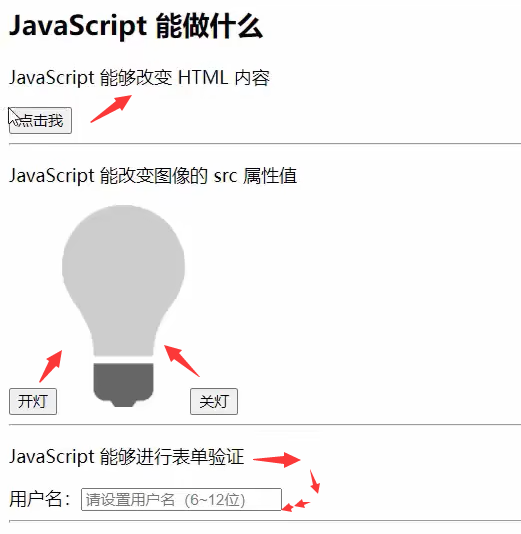 JavaScript 能做什么
JavaScript 能够改变 HTML 内容
点击我
JavaScript 能改变图像的 src 属性值
开灯
关灯
JavaScript 能够进行表单验证
用户名：
请设置用户名（6~12位）